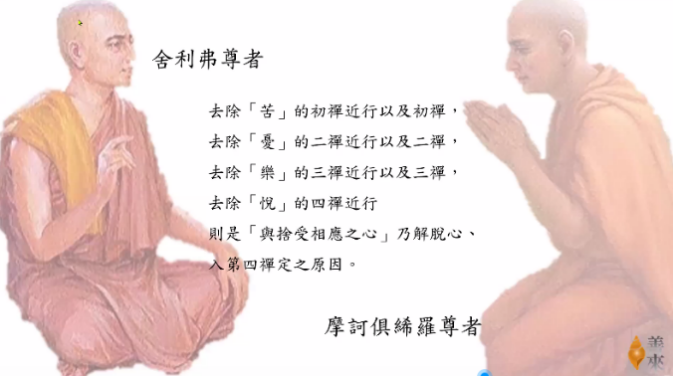 舍利弗尊者
去除「苦」的初禪近行以及初禪，
去除「憂」的二禪近行以及二禪，
去除「樂」的三禪近行以及三禪，
去除「悅」的四禪近行
則是「與捨受相應之心」乃解脫心、
入第四禪定之原因。
摩訶俱絺羅尊者
善來